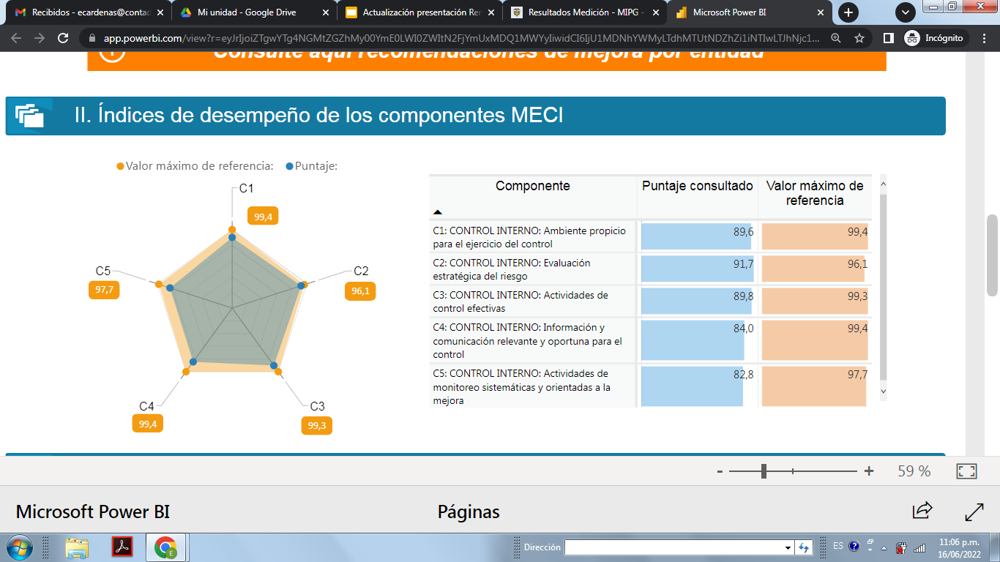 Recibidos - ecardenas@contad
Mi unidad - Google Drive
Actualización presentación Ren
Resultados Medición - MIPG -
Microsoft Power BI
app.powerbi.com/view?r=eyJrIjoiZTgwYTg4NGMtZGZhMy00YmE0LWI0ZWItN2FjYmUxMDQ1MWYyIiwidCI6IjU1MDNhYWMyLTdhMTUtNDZhZi1iNTIwLTJhNjc1...
Incógnito
Consulte aquí recomendaciones de mejora por entidad
II. Índices de desempeño de los componentes MECI
Valor máximo de referencia: Puntaje:
C1
99,4
C5
97,7
C2
96,1
C4
99,4
C3
99,3
Componente Puntaje consultado Valor máximo de
referencia
C1: CONTROL INTERNO: Ambiente propicio 89,6 99,4
para el ejercicio del control
C2: CONTROL INTERNO: Evaluación 91,7 96,1
estratégica del riesgo
C3: CONTROL INTERNO: Actividades de 89,8 99,3
control efectivas
C4: CONTROL INTERNO: Información y 84,0 99,4
comunicación relevante y oportuna para el
control
C5: CONTROL INTERNO: Actividades de 82,8 97,7
monitoreo sistemáticas y orientadas a la
mejora
- + 59 %
Microsoft Power BI Páginas
Dirección
ES
11:06 p.m.
16/06/2022